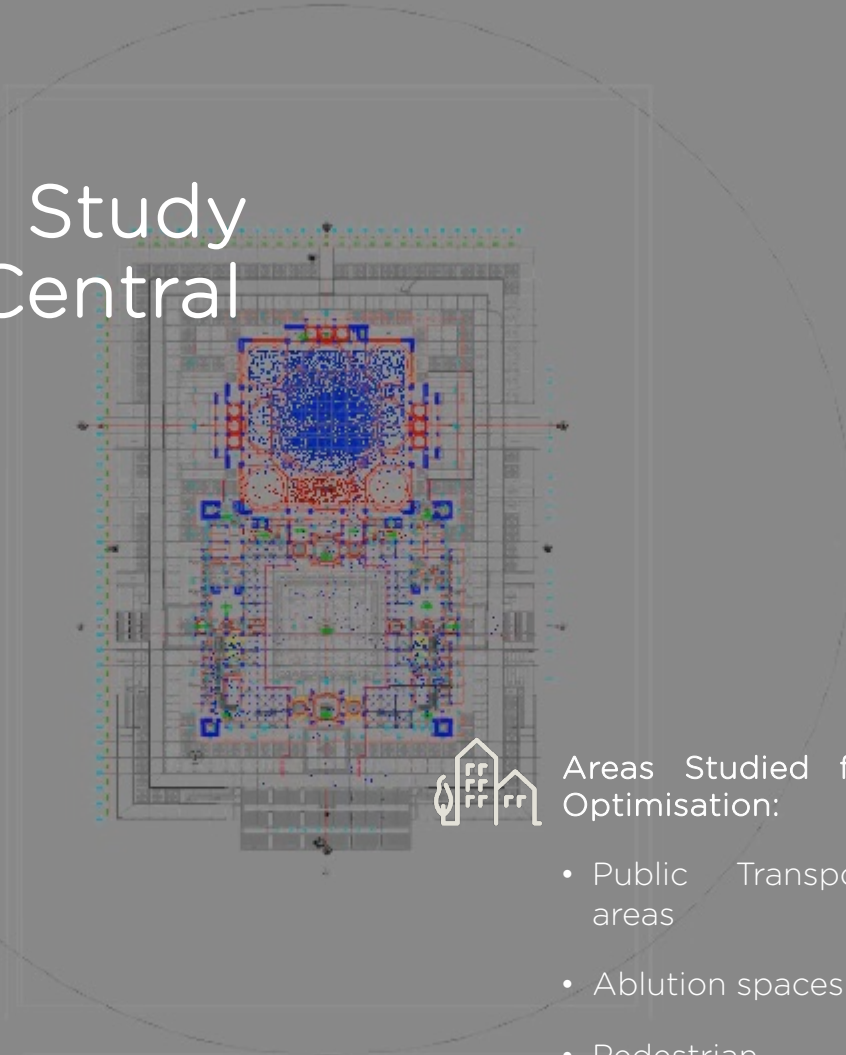 Study
Central
Areas Studied
Optimisation:
• Public
areas
• Ablution spaces